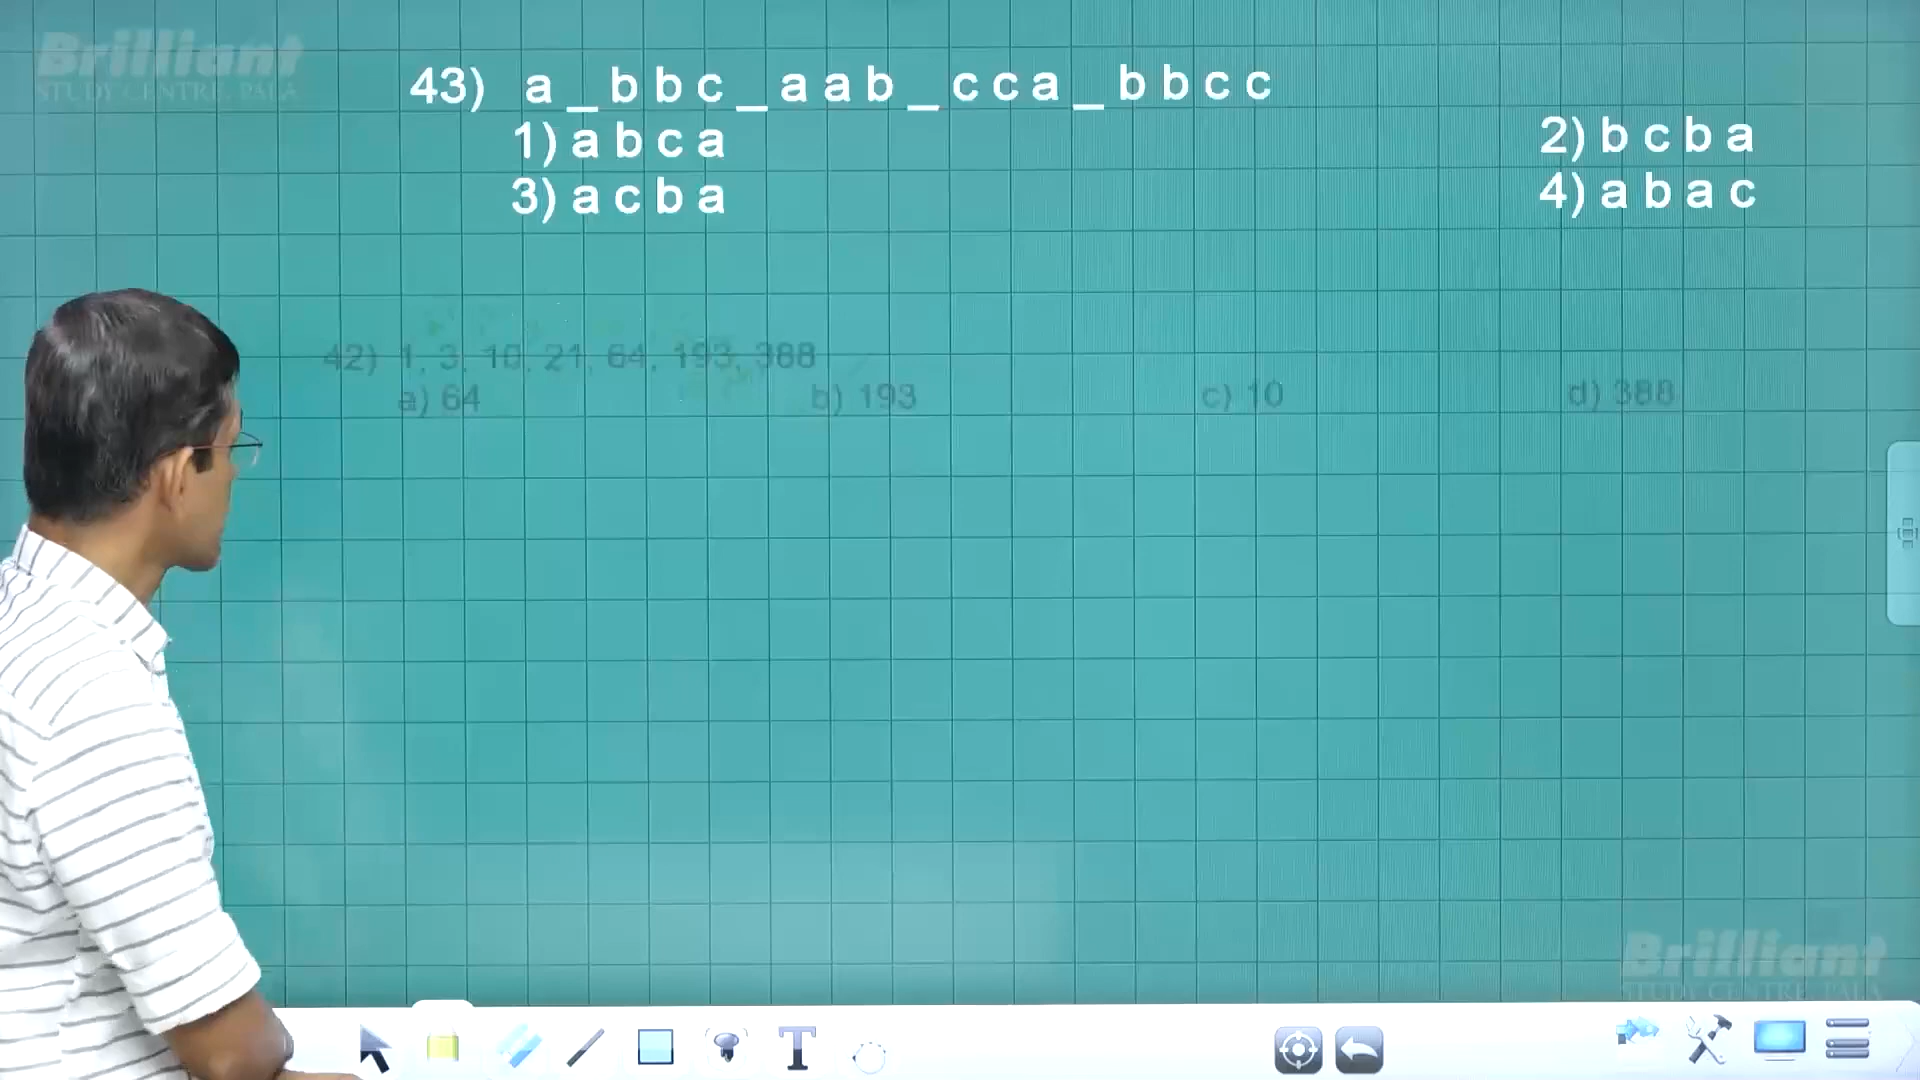 Brilliant
STUDY CENTRE, PALA
43) a _ b b c _ a a b _ c c a _ b b c c
1) a b c a
2) b c b a
3) a c b a
4) a b a c
42) 1, 3, 10, 21, 64, 193, 388
a) 64 b) 193 c) 10 d) 388
Brilliant
STUDY CENTRE, PALA
T